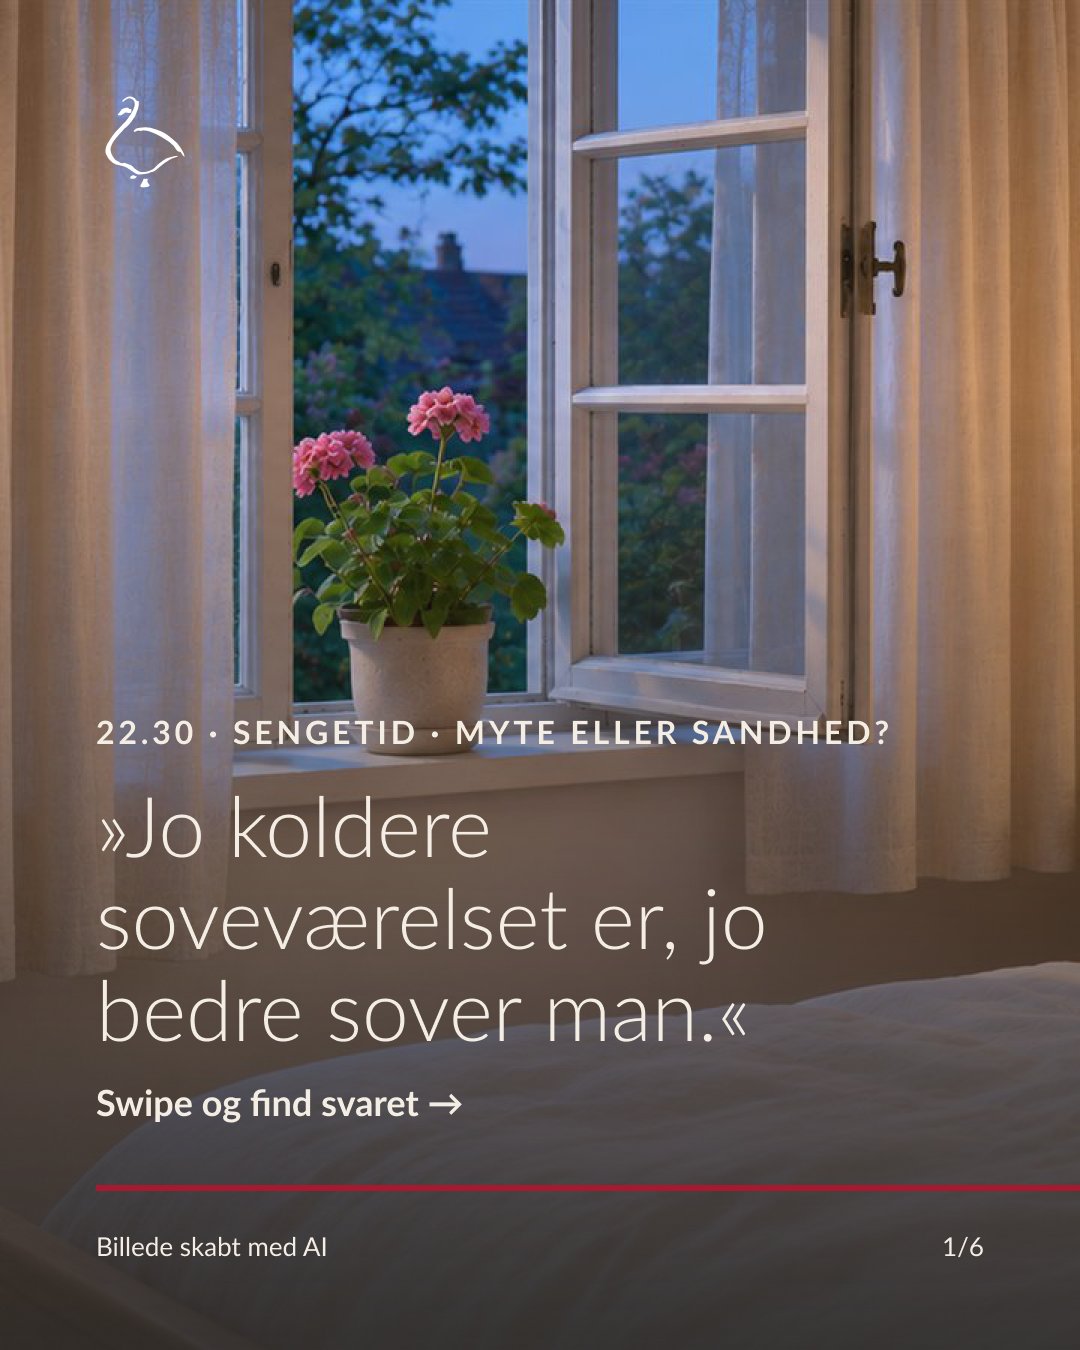 22.30 · SENGETID · MYTE ELLER SANDHED?
»Jo koldere
soveværelset er, jo
bedre sover man.«
Swipe og find svaret →
Billede skabt med AI
1/6